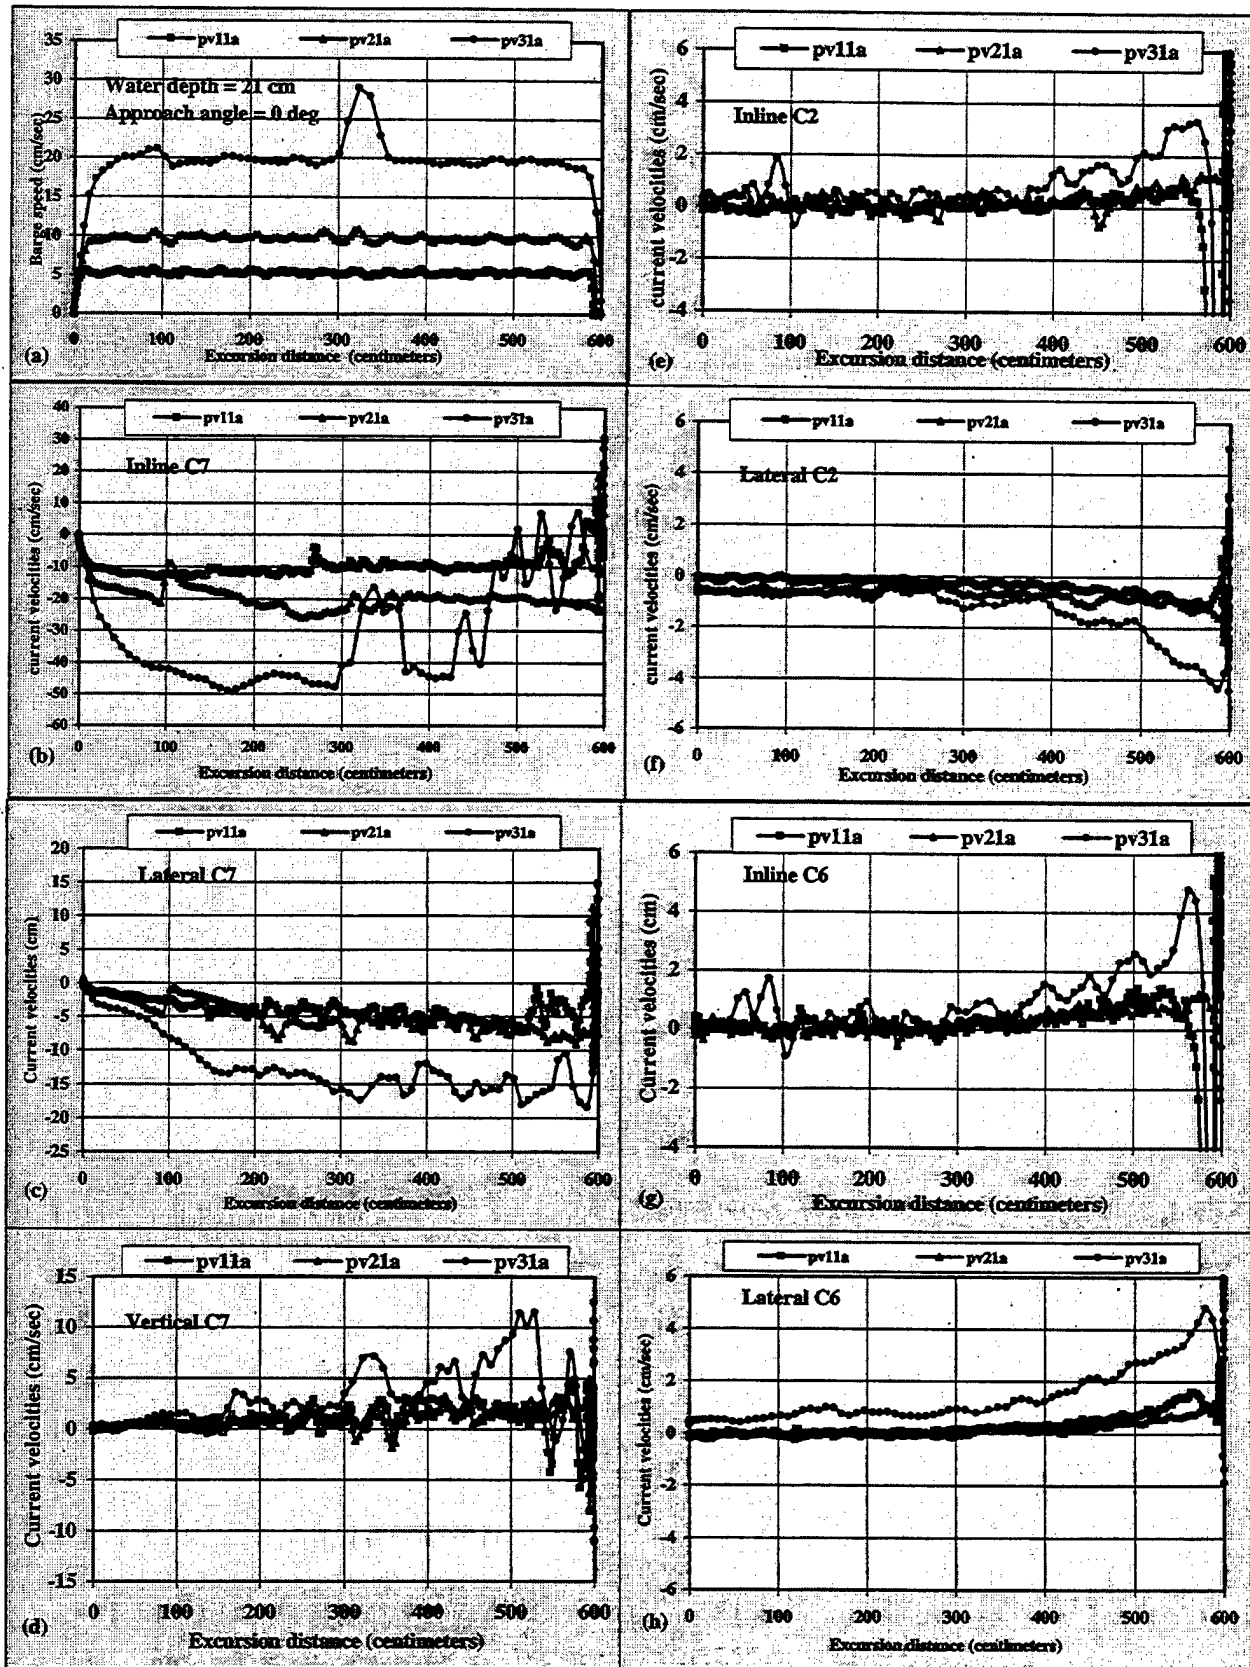 pv11a pv21a pv31a
35
30
25
20
15
10
5
0
Water depth = 21 cm
Approach angle = 0 deg
Barge speed (cm/sec)
0 100 200 300 400 500 600
Excursion distance (centimeters)
(a)
pv11a pv21a pv31a
40
30
20
10
0
-10
-20
-30
-40
-50
-60
Inline C7
current velocities (cm/sec)
0 100 200 300 400 500 600
Excursion distance (centimeters)
(b)
pv11a pv21a pv31a
20
15
10
5
0
-5
-10
-15
-20
-25
Lateral C7
Current velocities (cm)
0 100 200 300 400 500 600
Excursion distance (centimeters)
(c)
pv11a pv21a pv31a
15
10
5
0
-5
-10
-15
Vertical C7
Current velocities (cm/sec)
0 100 200 300 400 500 600
Excursion distance (centimeters)
(d)
pv11a pv21a pv31a
6
4
2
0
-2
-4
Inline C2
current velocities (cm/sec)
0 100 200 300 400 500 600
Excursion distance (centimeters)
(e)
pv11a pv21a pv31a
6
4
2
0
-2
-4
-6
Lateral C2
current velocities (cm/sec)
0 100 200 300 400 500 600
Excursion distance (centimeters)
(f)
pv11a pv21a pv31a
6
4
2
0
-2
-4
Inline C6
Current velocities (cm)
0 100 200 300 400 500 600
Excursion distance (centimeters)
(g)
pv11a pv21a pv31a
6
4
2
0
-2
-4
-6
Lateral C6
Current velocities (cm/sec)
0 100 200 300 400 500 600
Excursion distance (centimeters)
(h)